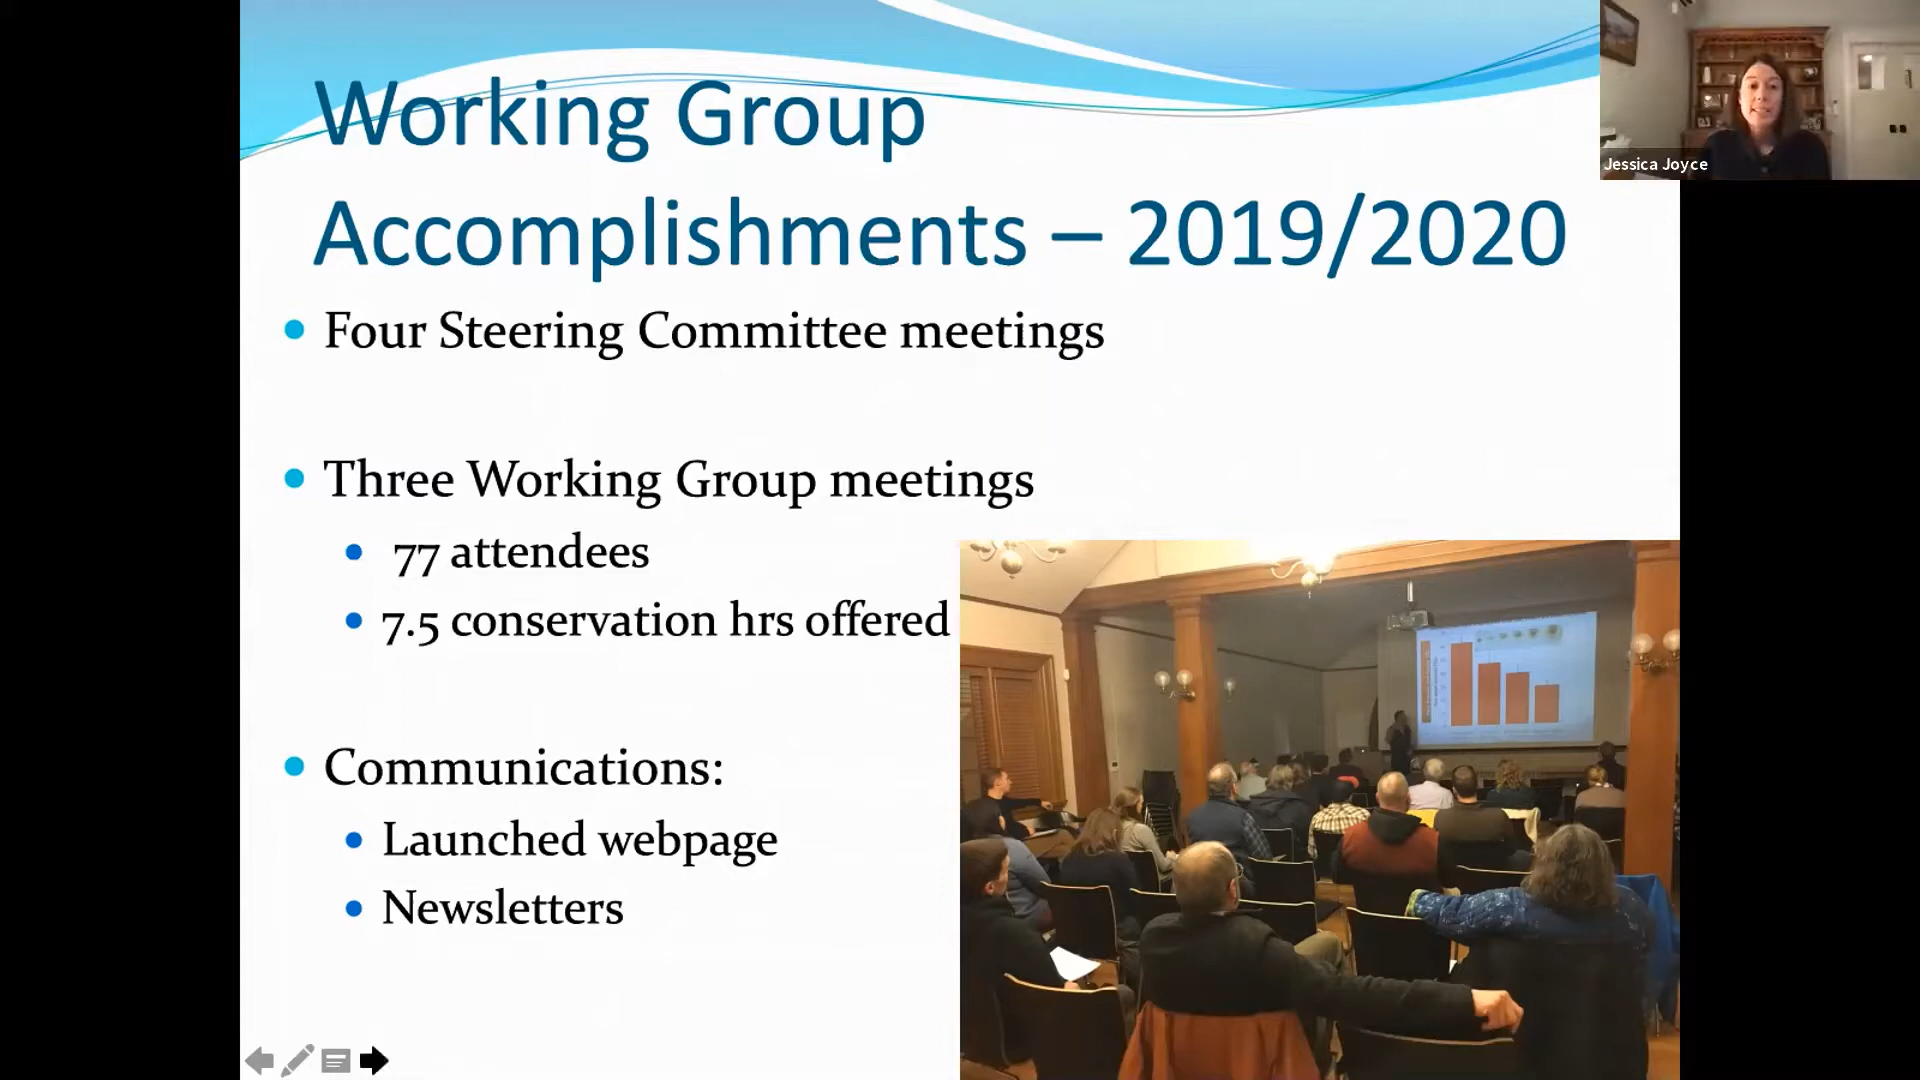 Working Group
Accomplishments – 2019/2020
Four Steering Committee meetings
Three Working Group meetings
77 attendees
7.5 conservation hrs offered
Communications:
Launched webpage
Newsletters
Jessica Joyce